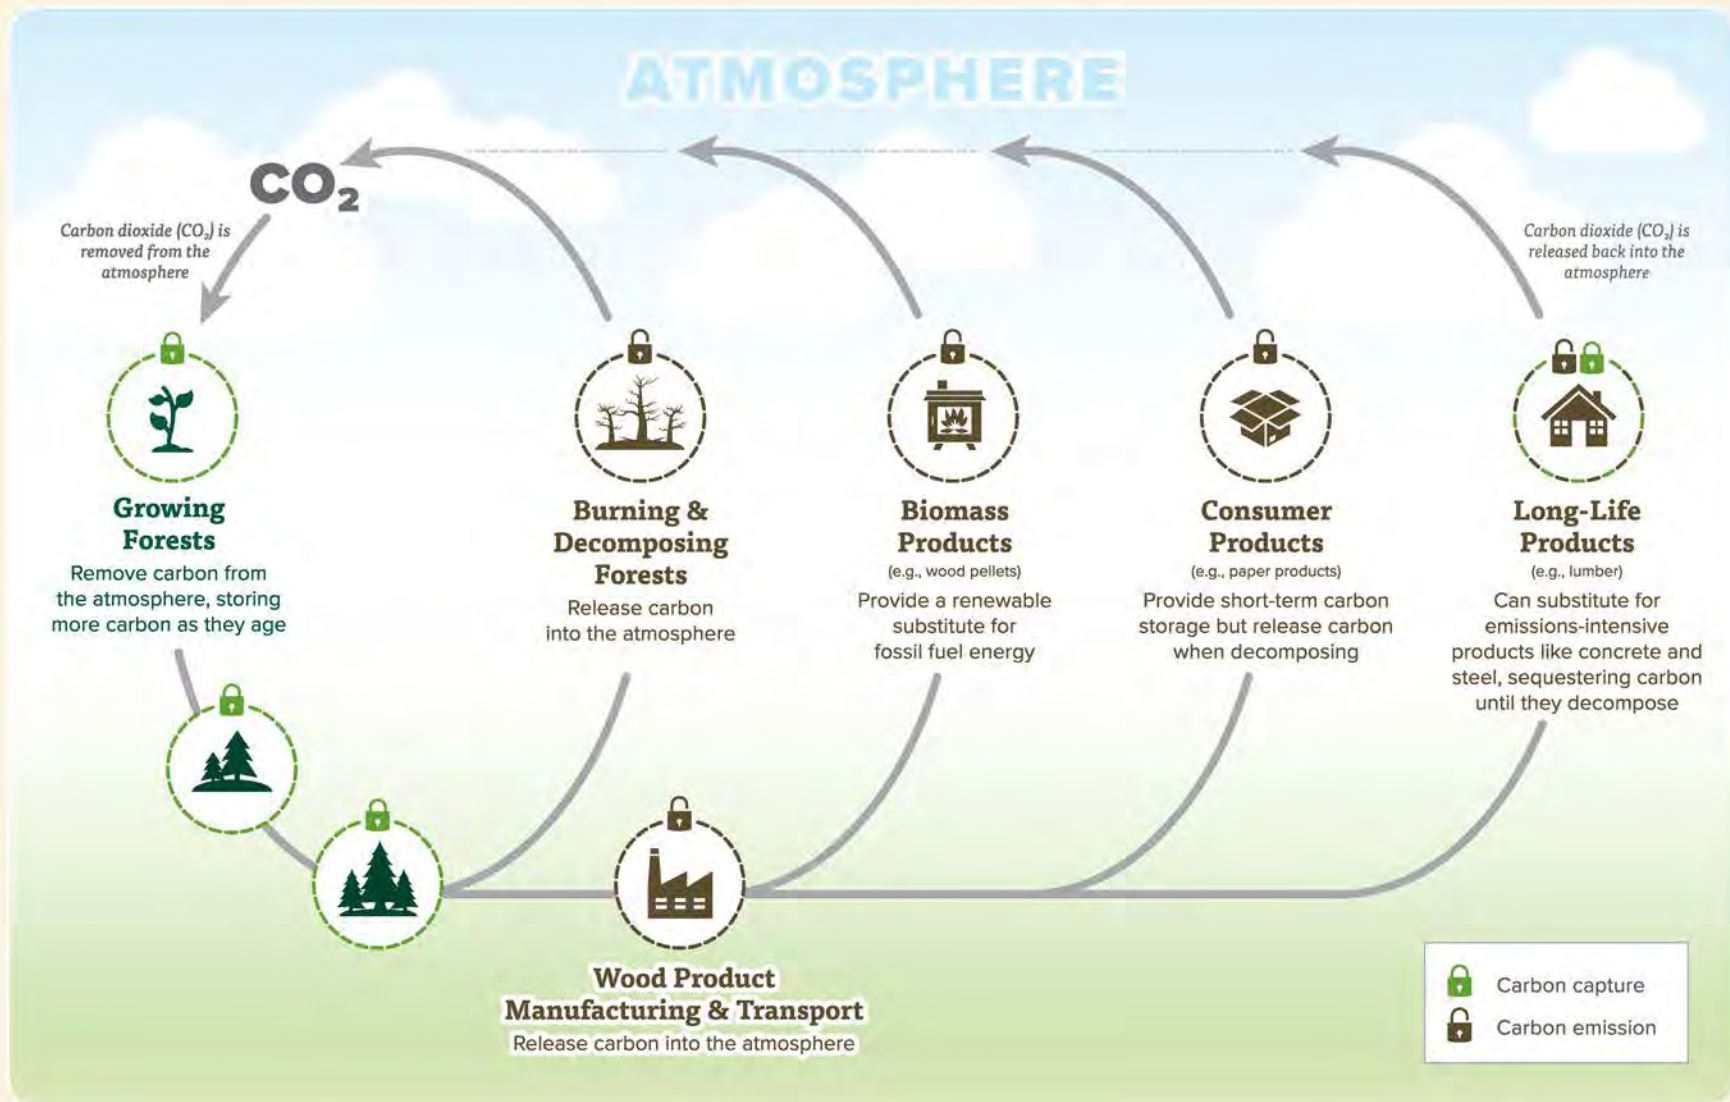 ATMOSPHERE
CO₂
Carbon dioxide (CO₂) is
removed from the
atmosphere
Carbon dioxide (CO₂) is
released back into the
atmosphere
Growing
Forests
Remove carbon from
the atmosphere, storing
more carbon as they age
Burning &
Decomposing
Forests
Release carbon
into the atmosphere
Biomass
Products
(e.g., wood pellets)
Provide a renewable
substitute for
fossil fuel energy
Consumer
Products
(e.g., paper products)
Provide short-term carbon
storage but release carbon
when decomposing
Long-Life
Products
(e.g., lumber)
Can substitute for
emissions-intensive
products like concrete and
steel, sequestering carbon
until they decompose
Wood Product
Manufacturing & Transport
Release carbon into the atmosphere
Carbon capture
Carbon emission